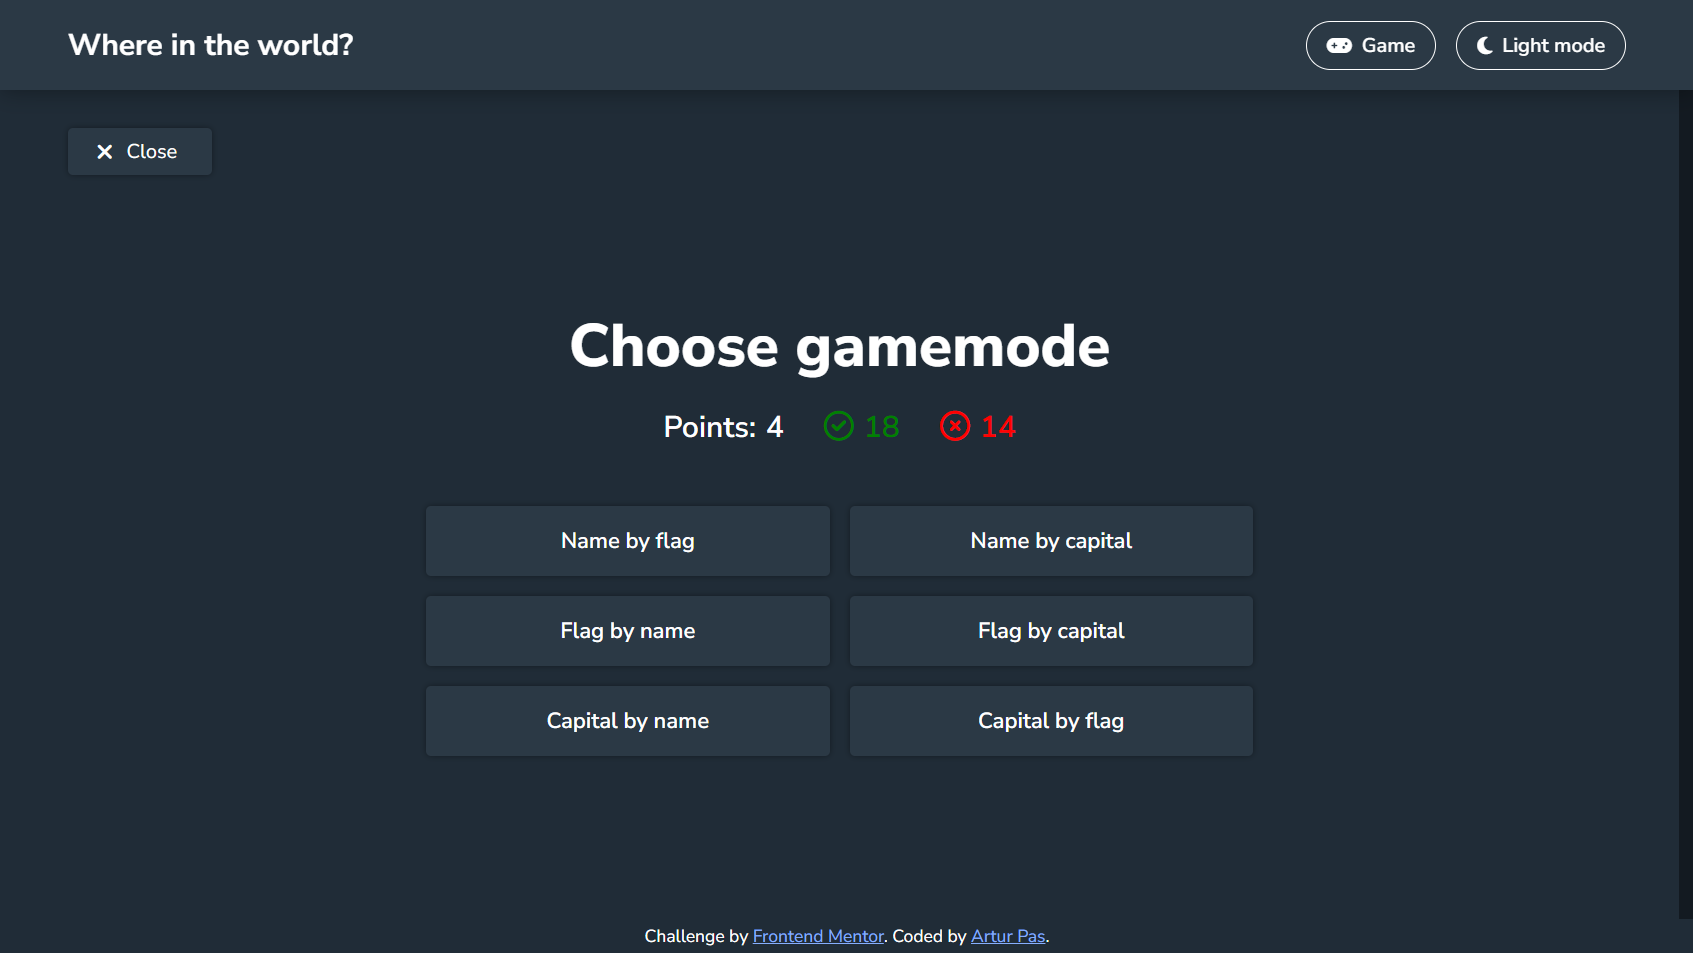 Where in the world?
Game
Light mode
Close
Choose gamemode
Points: 4 18 14
Name by flag
Name by capital
Flag by name
Flag by capital
Capital by name
Capital by flag
Challenge by Frontend Mentor. Coded by Artur Pas.